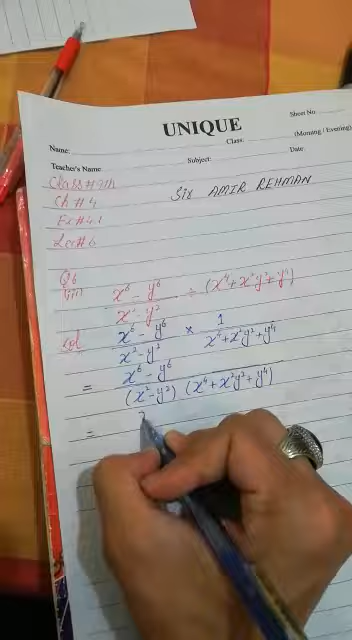 Sheet No:
UNIQUE
Name: Class: (Morning / Evening)
Teacher's Name Subject: Date
Class # 9th
Ch # 4 Sir AMIR REHMAN
Ex # 4.1
Lec # 6
Q6
(viii) x⁶ - y⁶ / x² - y² ÷ (x⁴ + x²y² + y⁴)
Sol x⁶ - y⁶ / x² - y² × 1 / x⁴ + x²y² + y⁴
= x⁶ - y⁶ / (x² - y²) (x⁴ + x²y² + y⁴)
=